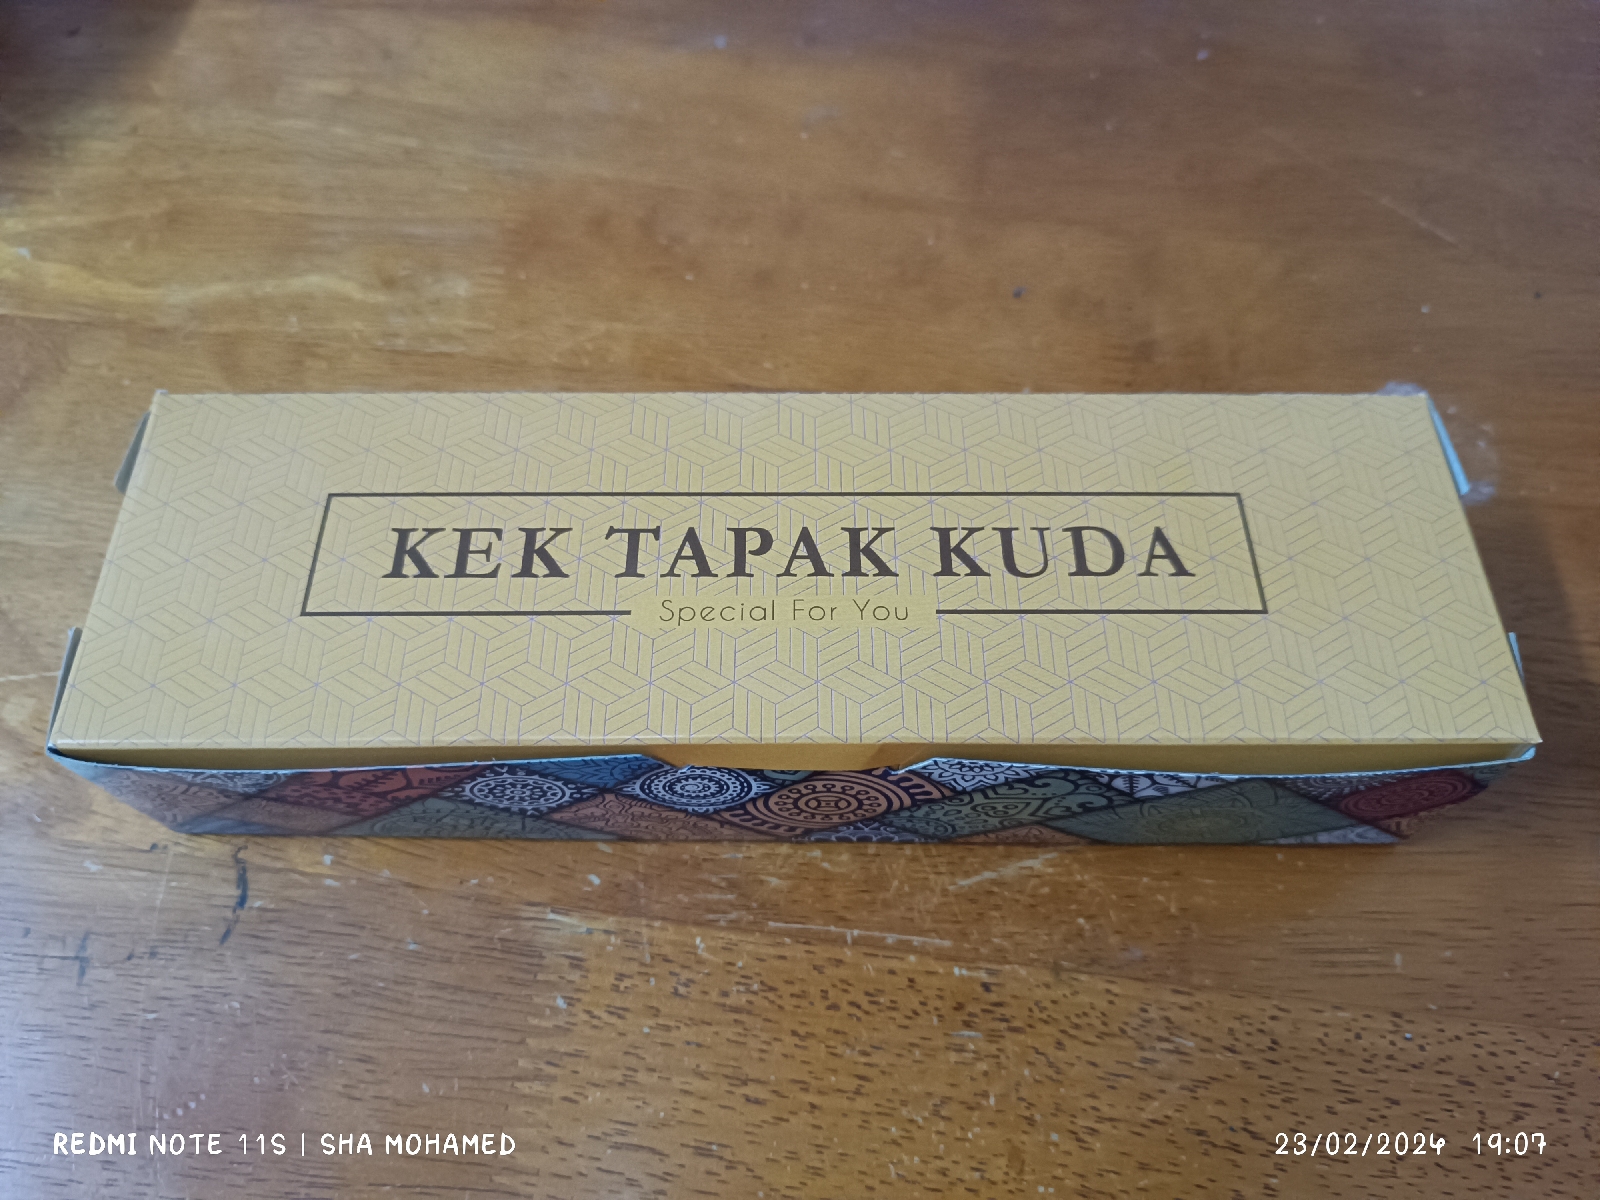 KEK TAPAK KUDA
Special For You
REDMI NOTE 11S | SHA MOHAMED
23/02/2024 19:07